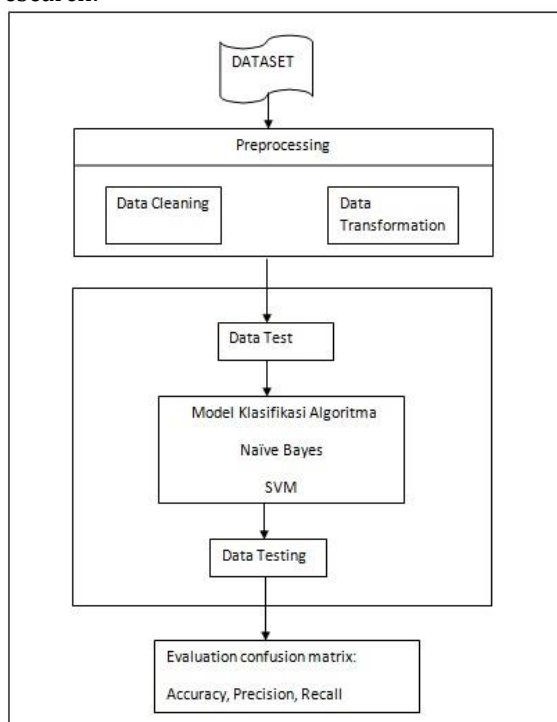 DATASET
Preprocessing
Data Cleaning
Data
Transformation
Data Test
Model Klasifikasi Algoritma
Naïve Bayes
SVM
Data Testing
Evaluation confusion matrix:
Accuracy, Precision, Recall